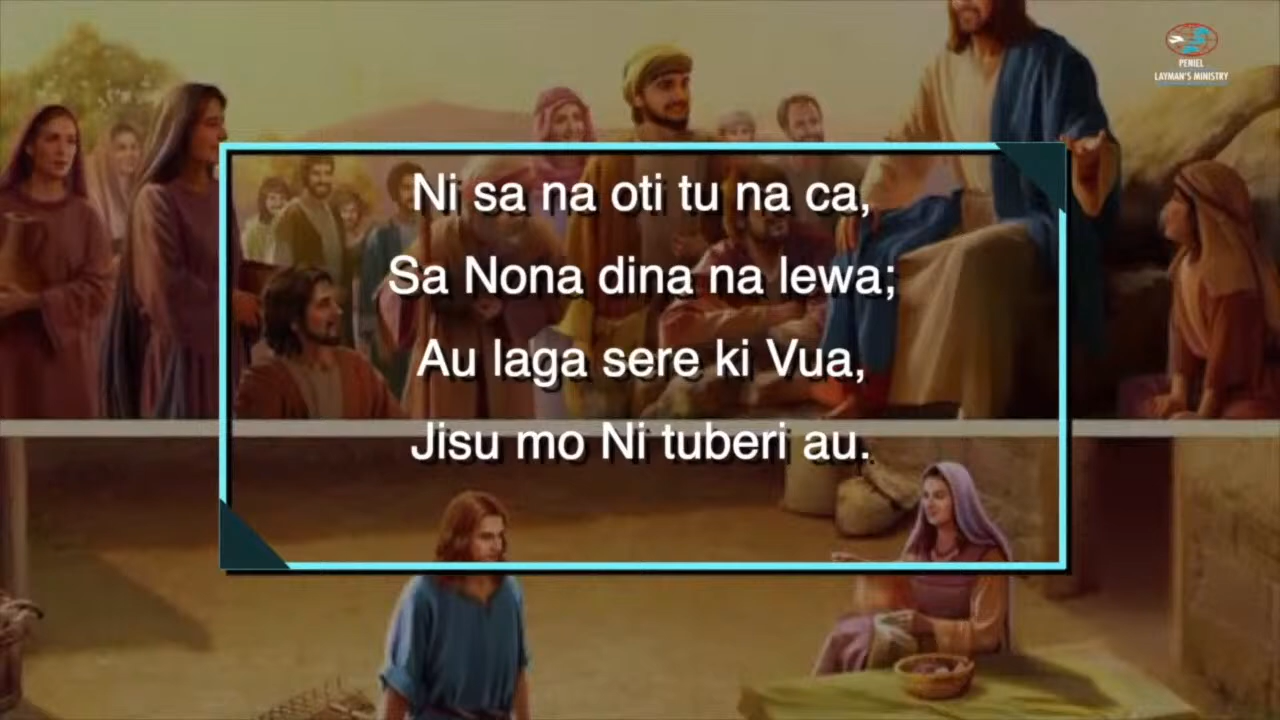 PENIEL
LAYMAN'S MINISTRY
Ni sa na oti tu na ca,
Sa Nona dina na lewa;
Au laga sere ki Vua,
Jisu mo Ni tuberi au.